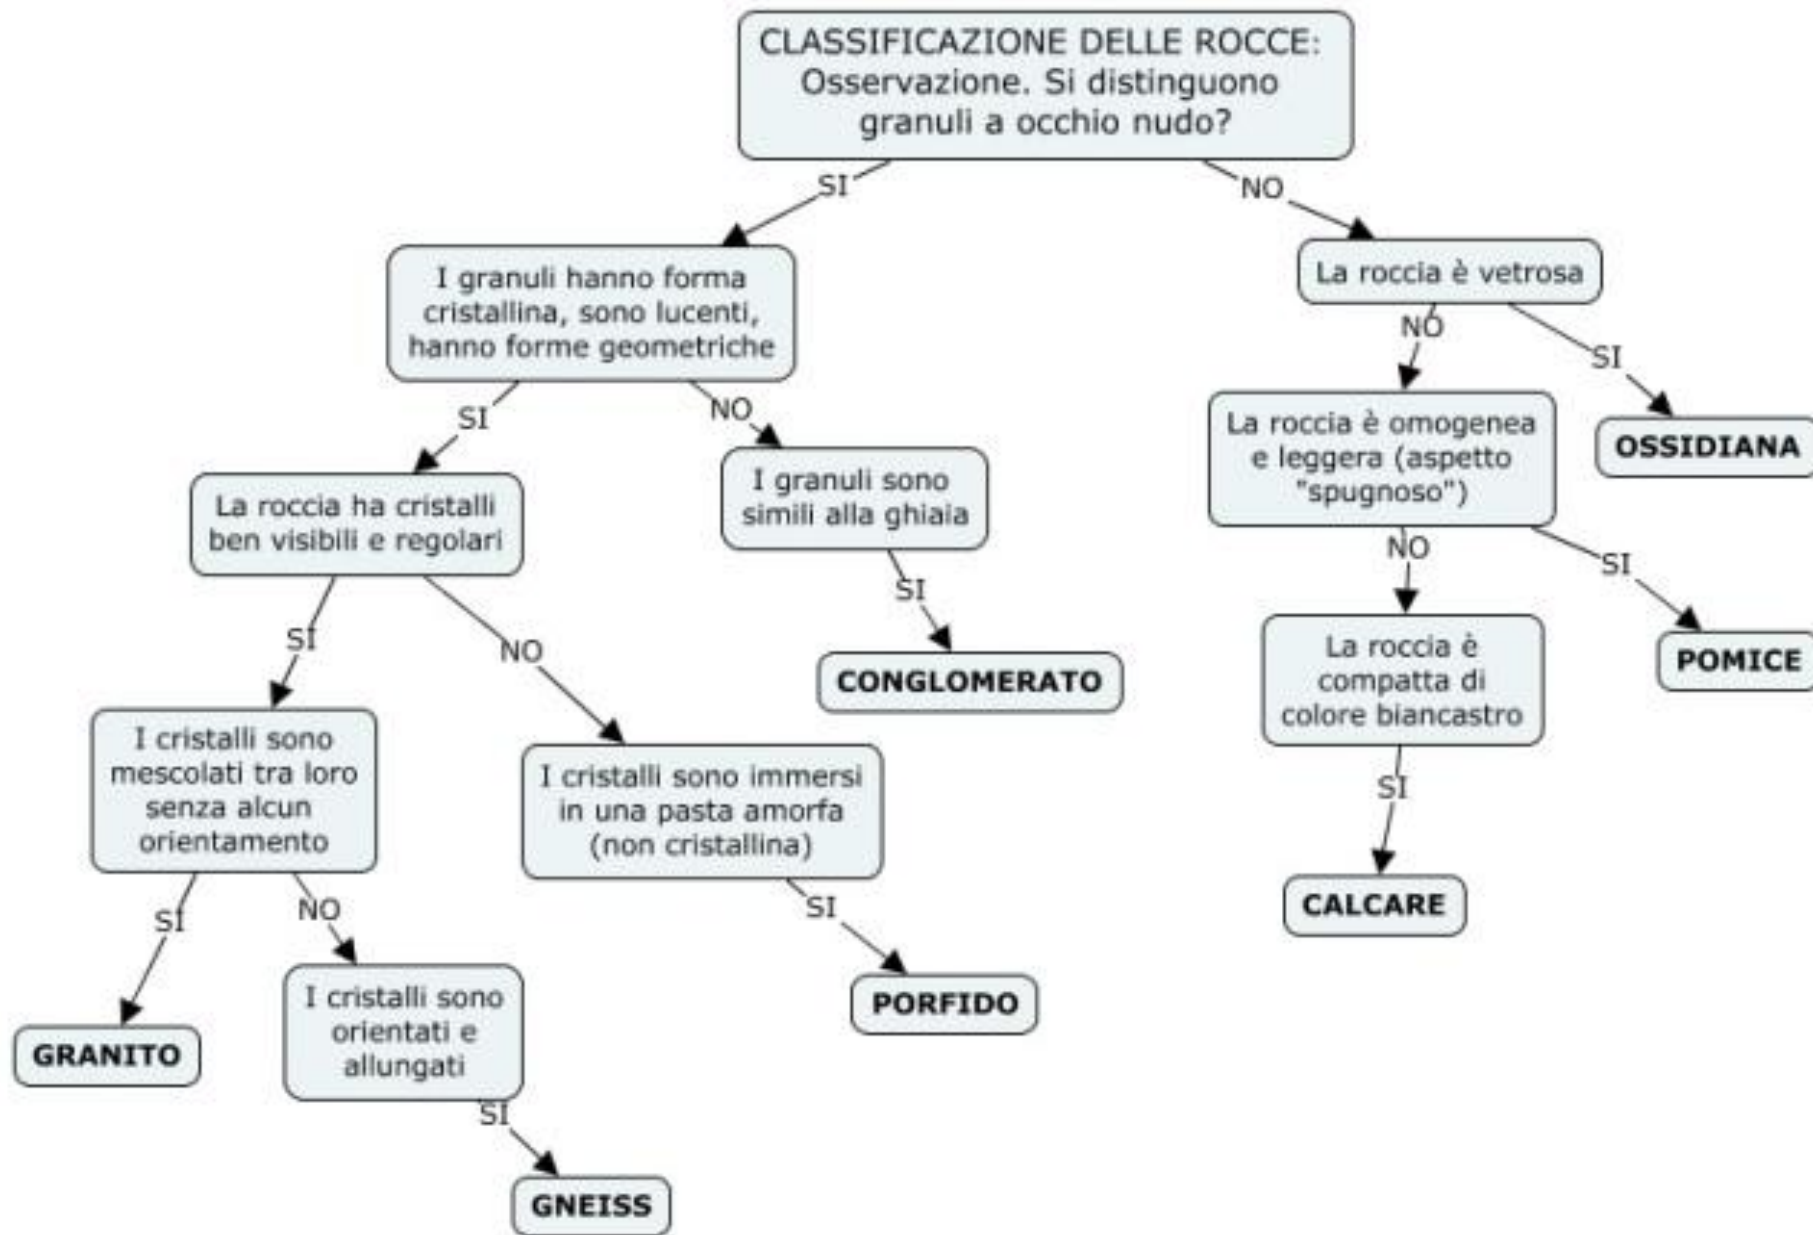 CLASSIFICAZIONE DELLE ROCCE:
Osservazione. Si distinguono
granuli a occhio nudo?
SI
NO
I granuli hanno forma
cristallina, sono lucenti,
hanno forme geometriche
La roccia è vetrosa
SI
NO
NO
SI
La roccia ha cristalli
ben visibili e regolari
I granuli sono
simili alla ghiaia
La roccia è omogenea
e leggera (aspetto
"spugnoso")
OSSIDIANA
SI
NO
SI
NO
SI
I cristalli sono
mescolati tra loro
senza alcun
orientamento
I cristalli sono immersi
in una pasta amorfa
(non cristallina)
CONGLOMERATO
La roccia è
compatta di
colore biancastro
POMICE
SI
NO
SI
SI
GRANITO
I cristalli sono
orientati e
allungati
PORFIDO
CALCARE
SI
GNEISS